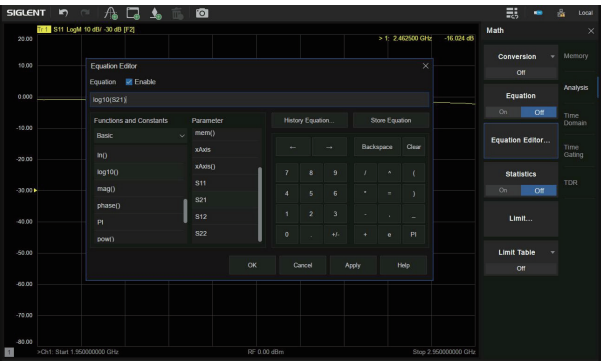 SIGLENT
Local
Tr 1 S11 LogM 10 dB/ -30 dB [F2]
> 1: 2.462500 GHz -16.024 dB
20.00
10.00
0.000
-10.00
-20.00
-30.00
-40.00
-50.00
-60.00
-70.00
-80.00
Equation Editor
Equation Enable
log10(S21)
Functions and Constants
Basic
ln()
log10()
mag()
phase()
PI
pow()
Parameter
mem()
xAxis
xAxis()
S11
S21
S12
S22
History Equation... Store Equation
← → Backspace Clear
7 8 9 / ^ (
4 5 6 * = )
1 2 3 - , _
0 . +/- + e PI
OK Cancel Apply Help
Math
Conversion
Off
Equation
On Off
Equation Editor...
Statistics
On Off
Limit...
Limit Table
Off
Memory
Analysis
Time
Domain
Time
Gating
TDR
1 >Ch1: Start 1.950000000 GHz RF 0.00 dBm Stop 2.950000000 GHz